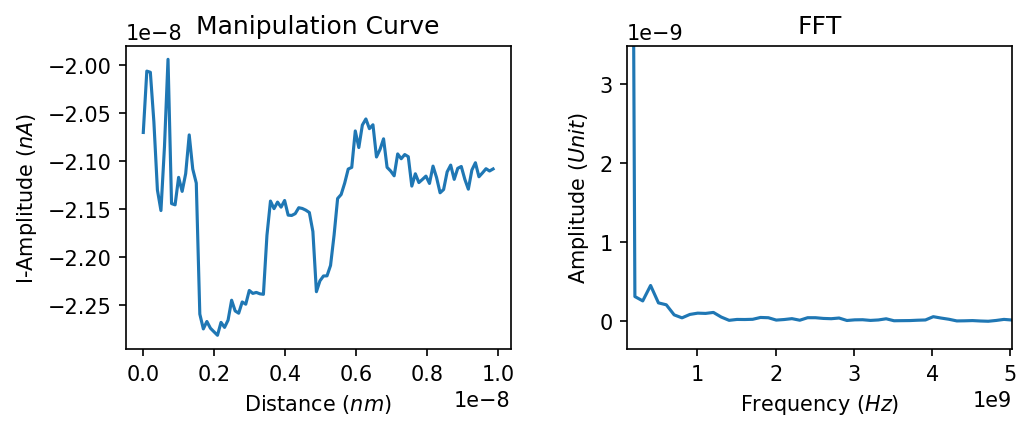 Manipulation Curve
1e−8
I-Amplitude (nA)
−2.00
−2.05
−2.10
−2.15
−2.20
−2.25
0.0 0.2 0.4 0.6 0.8 1.0
Distance (nm)
1e−8
FFT
1e−9
Amplitude (Unit)
3
2
1
0
1 2 3 4 5
Frequency (Hz)
1e9